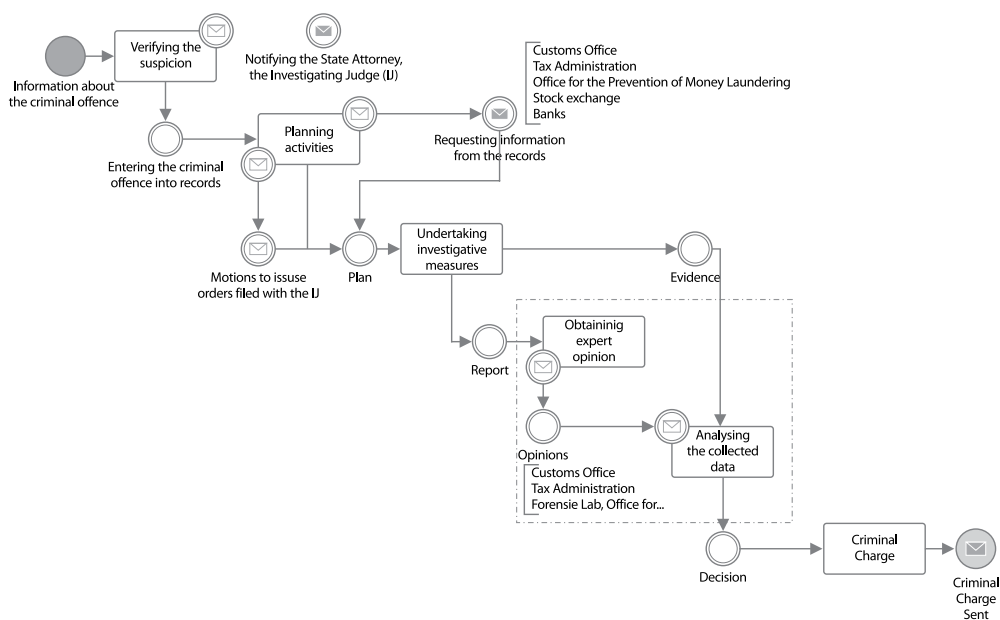 Verifying the
suspicion
Information about
the criminal offence
Notifying the State Attorney,
the Investigating Judge (IJ)
Customs Office
Tax Administration
Office for the Prevention of Money Laundering
Stock exchange
Banks
Planning
activities
Requesting information
from the records
Entering the criminal
offence into records
Motions to issuse
orders filed with the IJ
Plan
Undertaking
investigative
measures
Evidence
Report
Obtaininig
expert
opinion
Opinions
Customs Office
Tax Administration
Forensie Lab, Office for...
Analysing
the collected
data
Decision
Criminal
Charge
Criminal
Charge
Sent